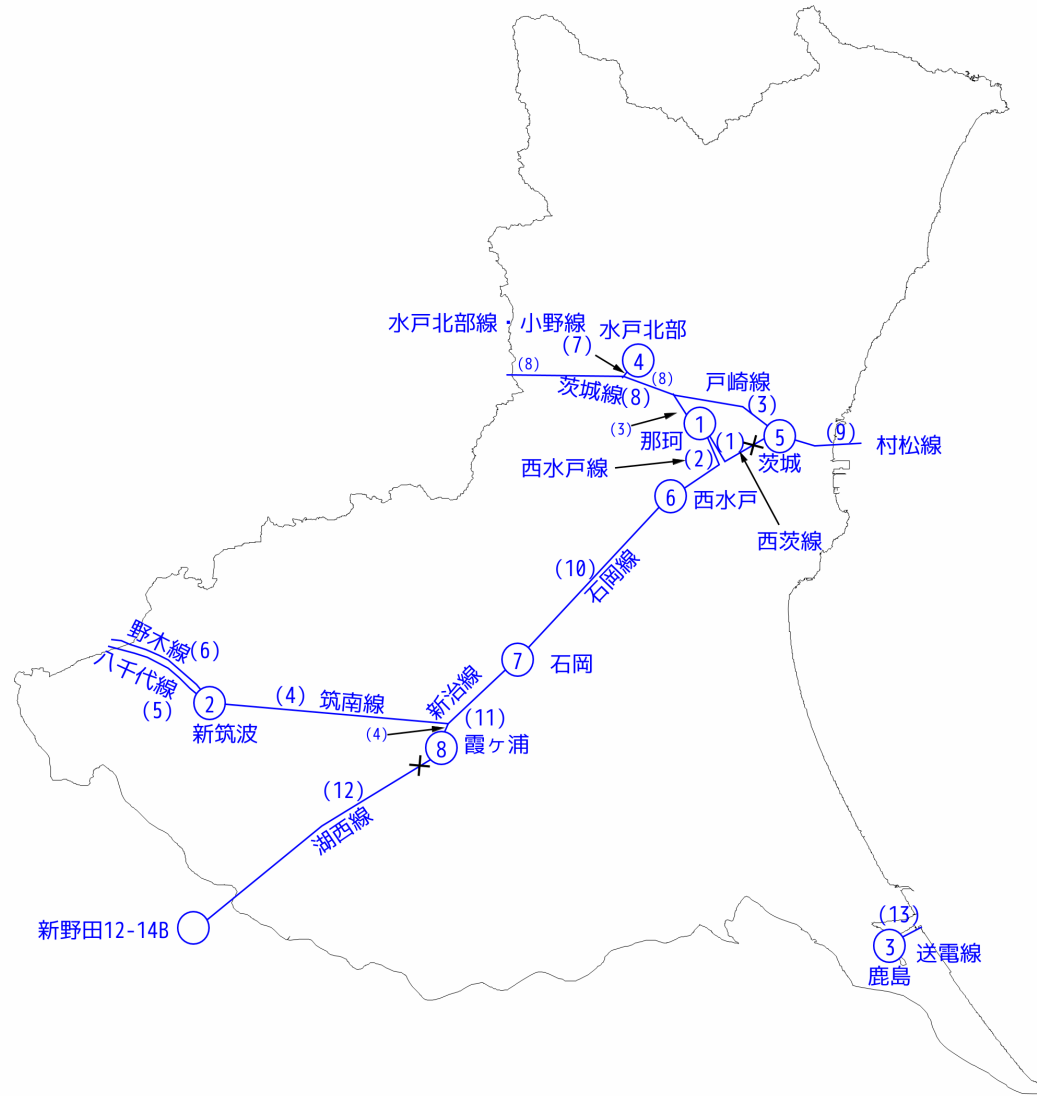 水戸北部線・小野線
水戸北部
(7)
4
(8)
(8)
茨城線(8)
戸崎線
(3)
(3)
1
那珂
(1)
5
(9)
村松線
茨城
西水戸線
(2)
6
西水戸
西茨線
(10)
石岡線
野木線(6)
八千代線
(5)
2
新筑波
(4)
筑南線
新治線
7
石岡
(11)
(4)
8
霞ヶ浦
(12)
湖西線
新野田12-14B
(13)
3
送電線
鹿島